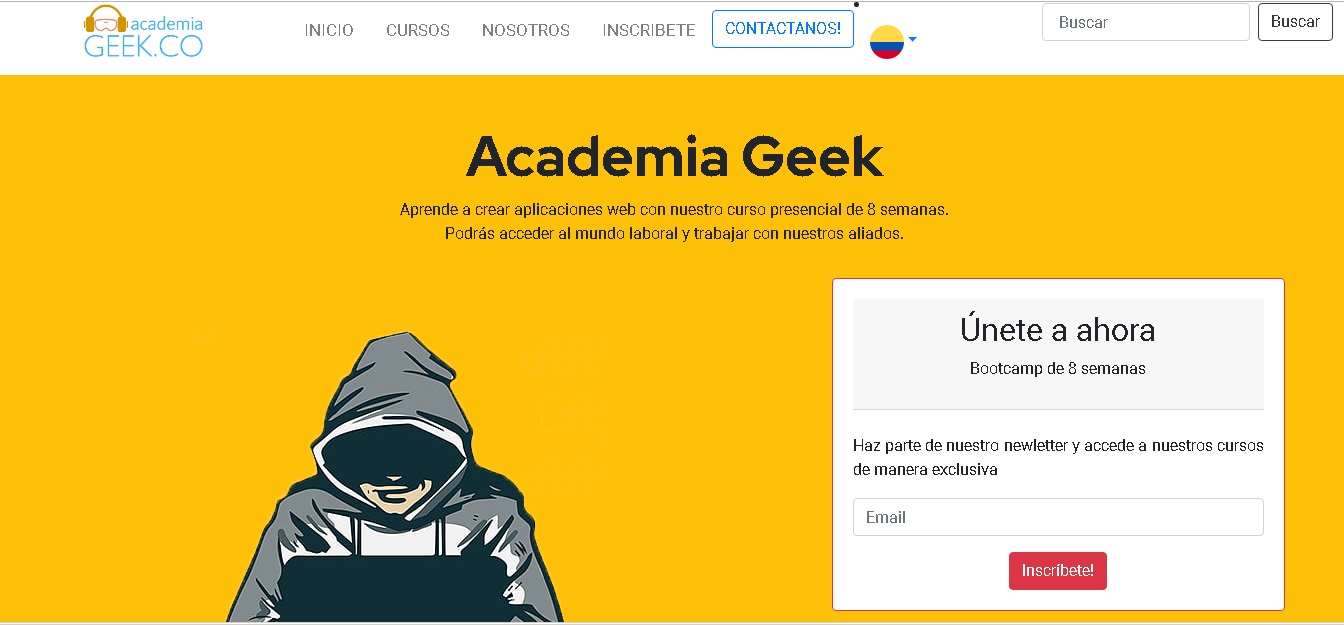 academia
GEEK.CO
INICIO
CURSOS
NOSOTROS
INSCRIBETE
CONTACTANOS!
Buscar
Buscar
Academia Geek
Aprende a crear aplicaciones web con nuestro curso presencial de 8 semanas.
Podrás acceder al mundo laboral y trabajar con nuestros aliados.
Únete a ahora
Bootcamp de 8 semanas
Haz parte de nuestro newletter y accede a nuestros cursos
de manera exclusiva
Email
Inscríbete!